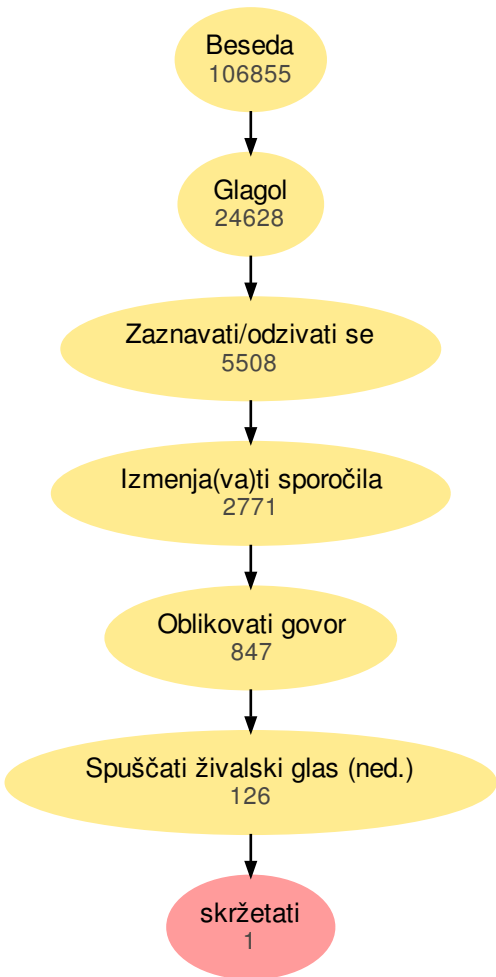 Beseda
106855
Glagol
24628
Zaznavati/odzivati se
5508
Izmenja(va)ti sporočila
2771
Oblikovati govor
847
Spuščati živalski glas (ned.)
126
skržetati
1